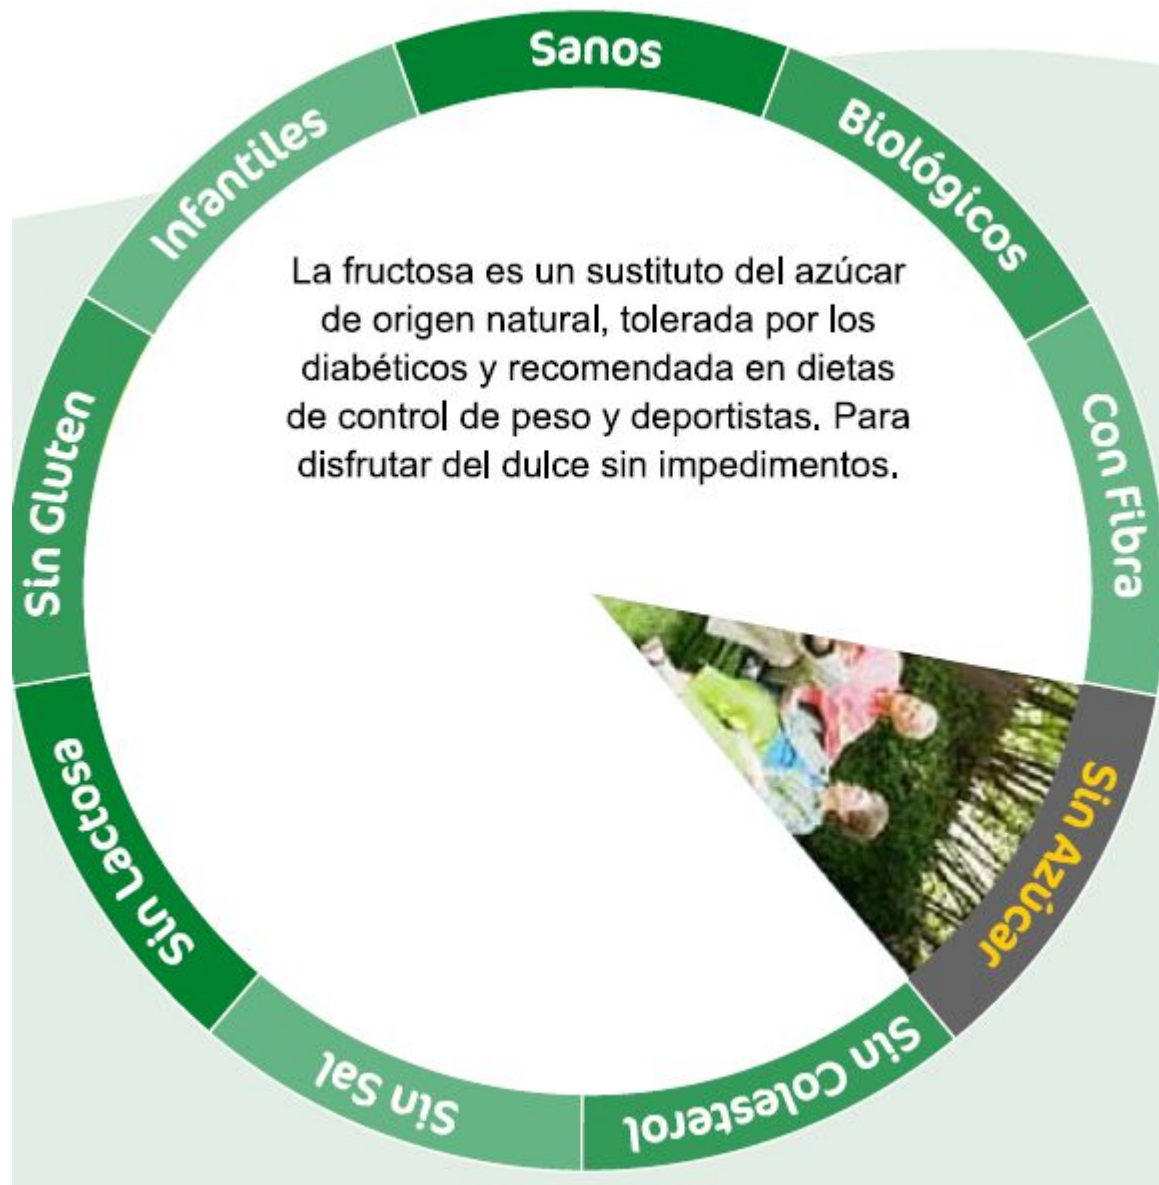 Sanos
Biológicos
Con Fibra
Sin Azúcar
Sin Colesterol
Sin Sal
Sin Lactosa
Sin Gluten
Infantiles
La fructosa es un sustituto del azúcar
de origen natural, tolerada por los
diabéticos y recomendada en dietas
de control de peso y deportistas. Para
disfrutar del dulce sin impedimentos.